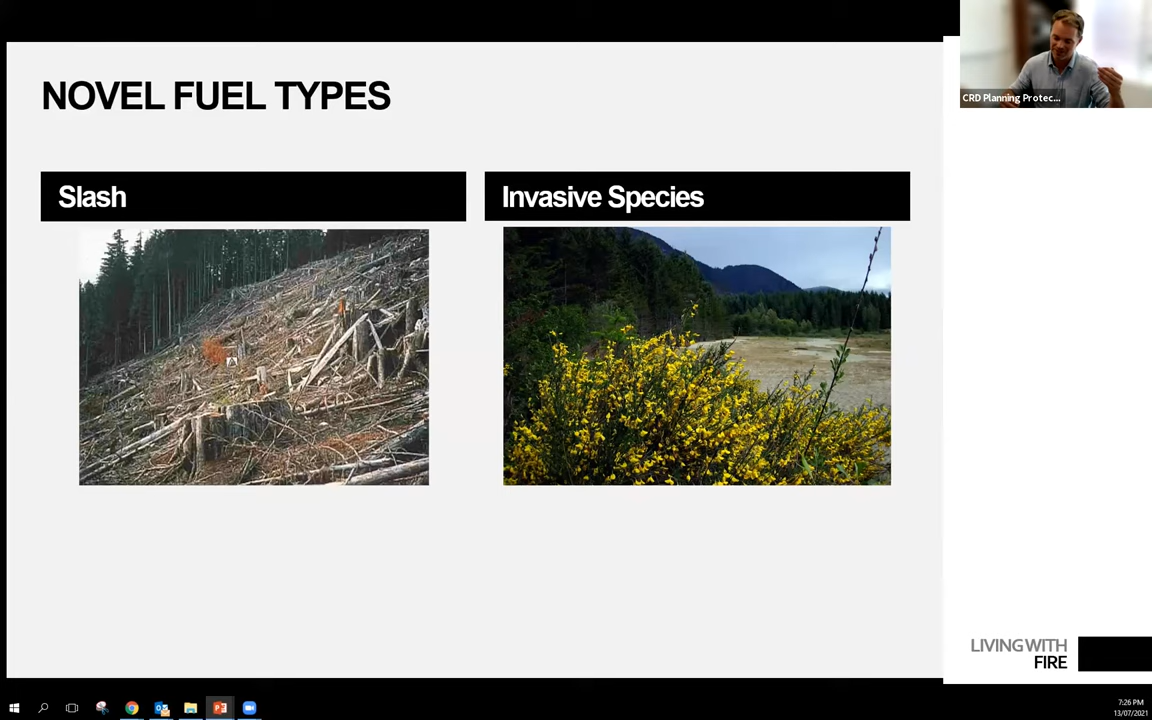 NOVEL FUEL TYPES
CRD Planning Protec...
Slash
Invasive Species
LIVING WITH
FIRE
7:26 PM
13/07/2021